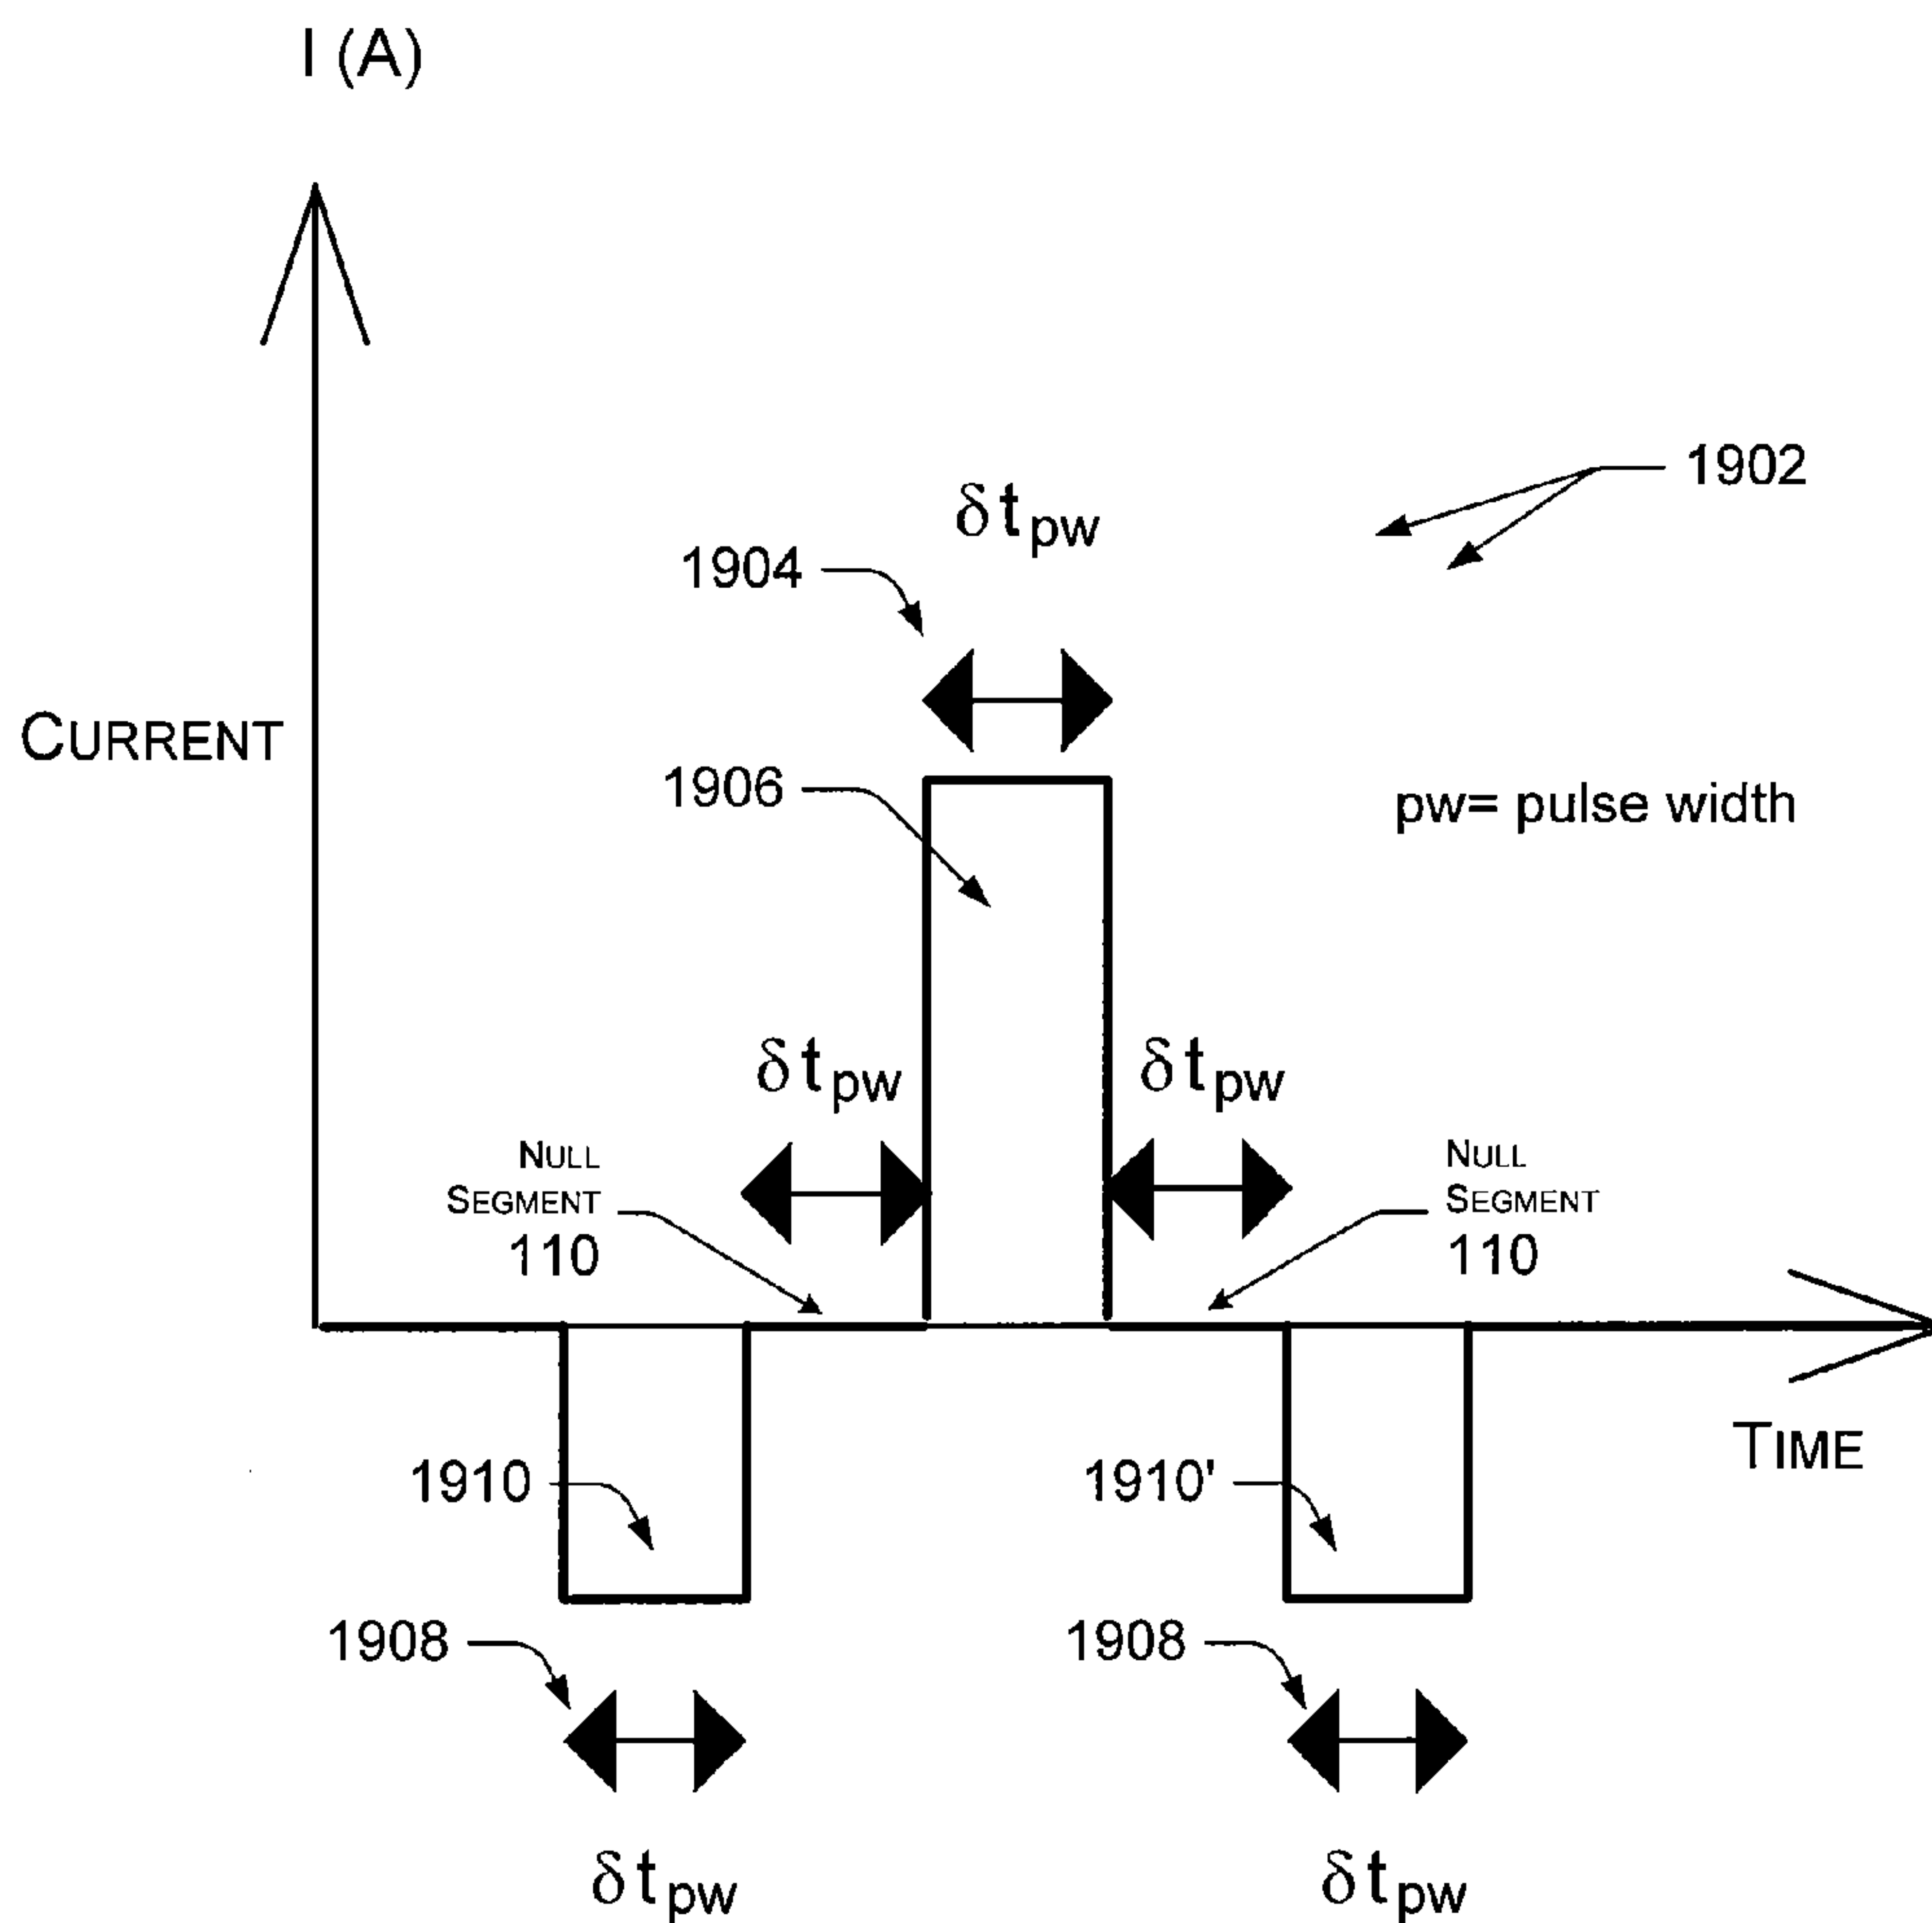 I (A)
1902
δtpw
1904
CURRENT
1906
pw= pulse width
δtpw
δtpw
NULL
SEGMENT
110
NULL
SEGMENT
110
TIME
1910
1910'
1908
1908
δtpw
δtpw